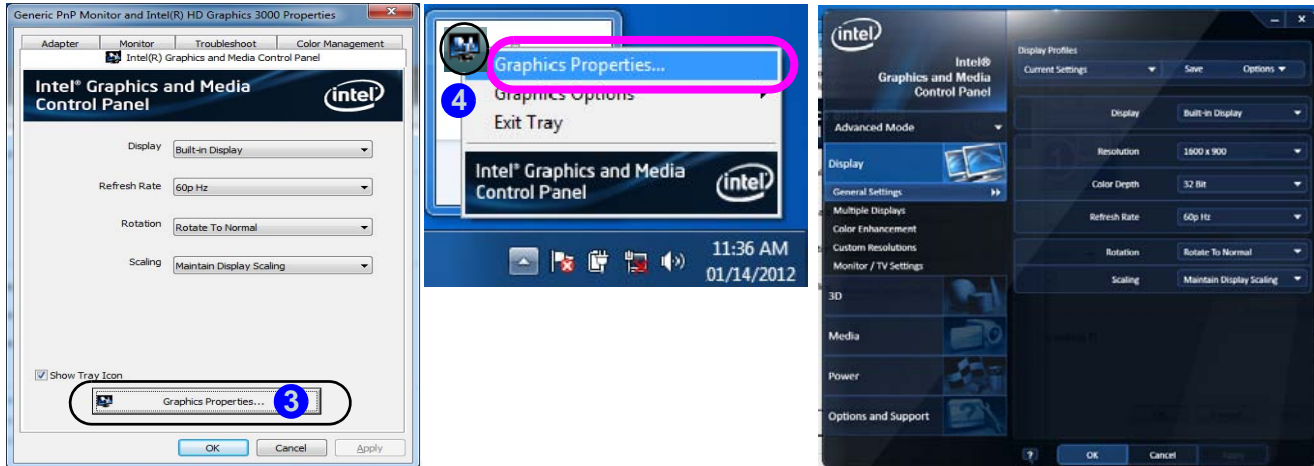 Generic PnP Monitor and Intel(R) HD Graphics 3000 Properties
Adapter Monitor Troubleshoot Color Management
Intel(R) Graphics and Media Control Panel
Intel® Graphics and Media
Control Panel
intel
Display Built-in Display
Refresh Rate 60p Hz
Rotation Rotate To Normal
Scaling Maintain Display Scaling
Show Tray Icon
Graphics Properties...
3
OK Cancel Apply
Graphics Properties...
4
Graphics Options
Exit Tray
Intel® Graphics and Media
Control Panel
intel
11:36 AM
01/14/2012
intel
Intel®
Graphics and Media
Control Panel
Advanced Mode
Display
General Settings
Multiple Displays
Color Enhancement
Custom Resolutions
Monitor / TV Settings
3D
Media
Power
Options and Support
Display Profiles
Current Settings Save Options
Display Built-in Display
Resolution 1600 x 900
Color Depth 32 Bit
Refresh Rate 60p Hz
Rotation Rotate To Normal
Scaling Maintain Display Scaling
? OK Cancel Apply